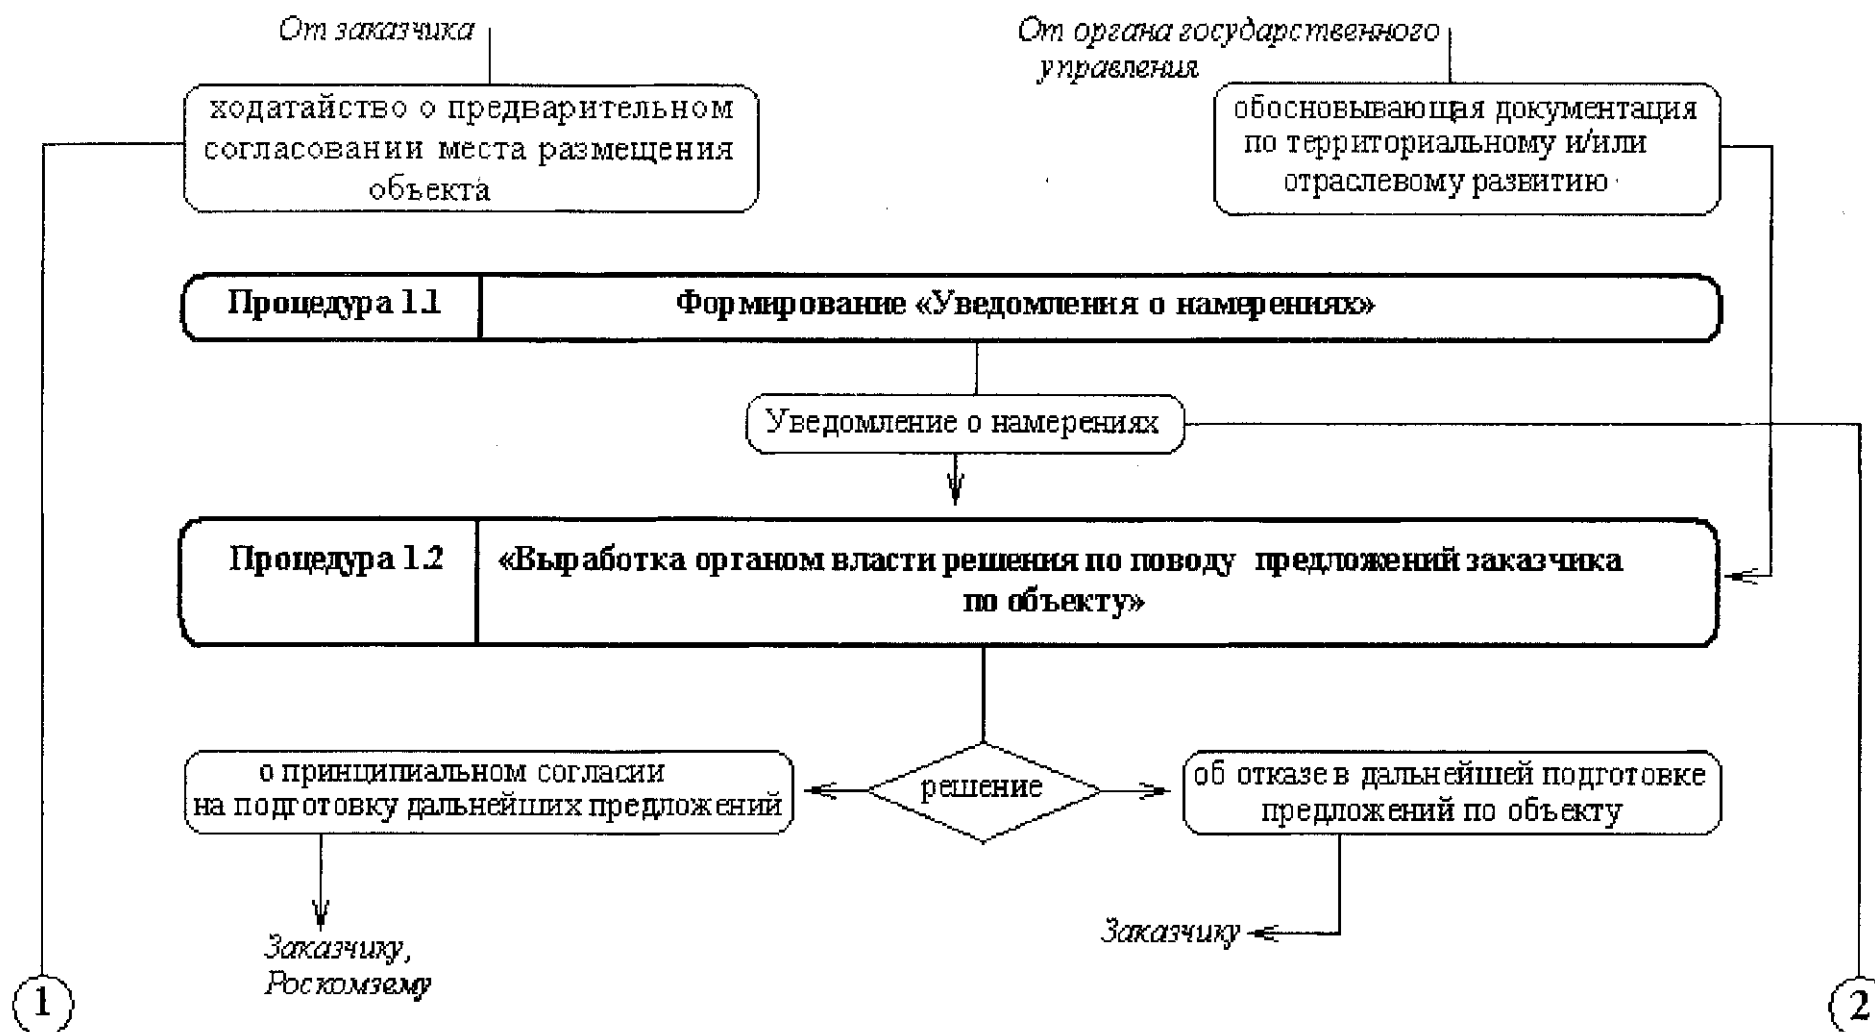 От заказчика
От органа государственного
управления
ходатайство о предварительном
согласовании места размещения
объекта
обосновывающая документация
по территориальному и/или
отраслевому развитию
Процедура 1.1
Формирование «Уведомления о намерениях»
Уведомление о намерениях
Процедура 1.2
«Выработка органом власти решения по поводу предложений заказчика
по объекту»
о принципиальном согласии
на подготовку дальнейших предложений
решение
об отказе в дальнейшей подготовке
предложений по объекту
Заказчику,
Роскомзему
Заказчику
1
2